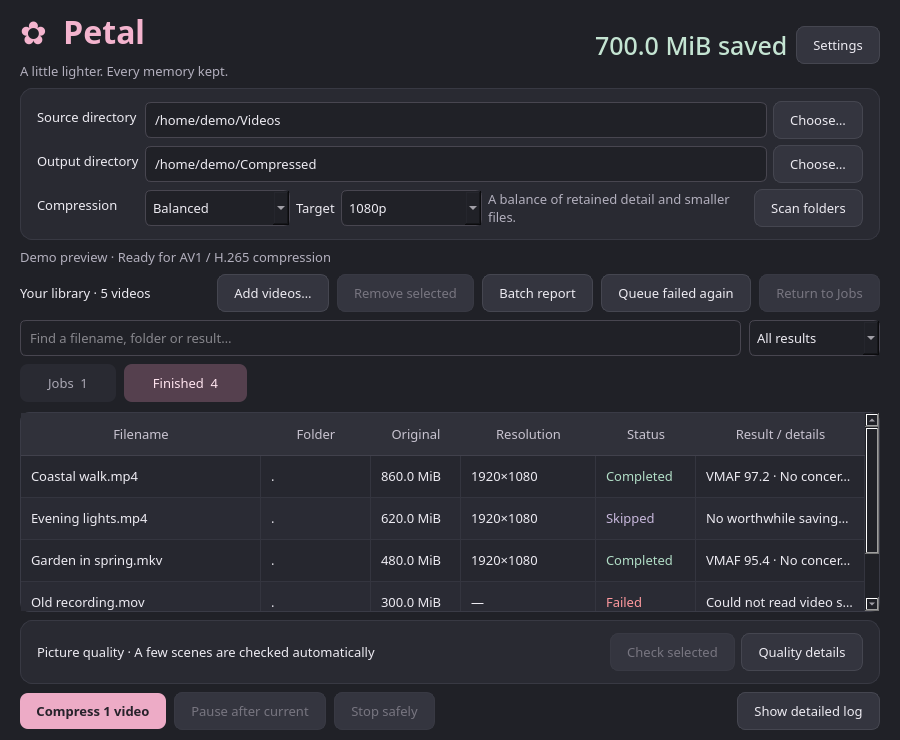 ✿ Petal
700.0 MiB saved
Settings
A little lighter. Every memory kept.
Source directory
/home/demo/Videos
Choose...
Output directory
/home/demo/Compressed
Choose...
Compression
Balanced
Target
1080p
A balance of retained detail and smaller
files.
Scan folders
Demo preview · Ready for AV1 / H.265 compression
Your library · 5 videos
Add videos...
Remove selected
Batch report
Queue failed again
Return to Jobs
Find a filename, folder or result...
All results
Jobs 1
Finished 4
Filename Folder Original Resolution Status Result / details
Coastal walk.mp4 . 860.0 MiB 1920×1080 Completed VMAF 97.2 · No concer...
Evening lights.mp4 . 620.0 MiB 1920×1080 Skipped No worthwhile saving...
Garden in spring.mkv . 480.0 MiB 1920×1080 Completed VMAF 95.4 · No concer...
Old recording.mov . 300.0 MiB — Failed Could not read video s...
Picture quality · A few scenes are checked automatically
Check selected
Quality details
Compress 1 video
Pause after current
Stop safely
Show detailed log